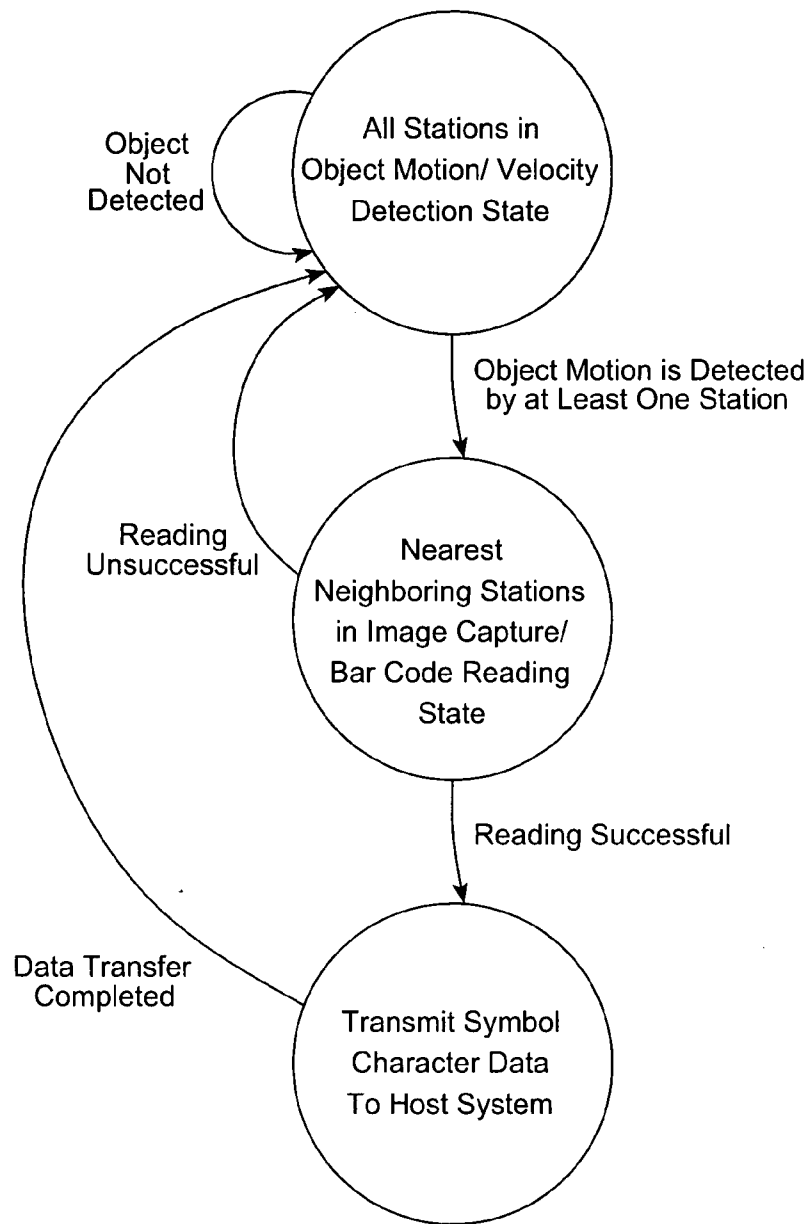 All Stations in
Object Motion/ Velocity
Detection State
Object
Not
Detected
Object Motion is Detected
by at Least One Station
Reading
Unsuccessful
Nearest
Neighboring Stations
in Image Capture/
Bar Code Reading
State
Reading Successful
Data Transfer
Completed
Transmit Symbol
Character Data
To Host System